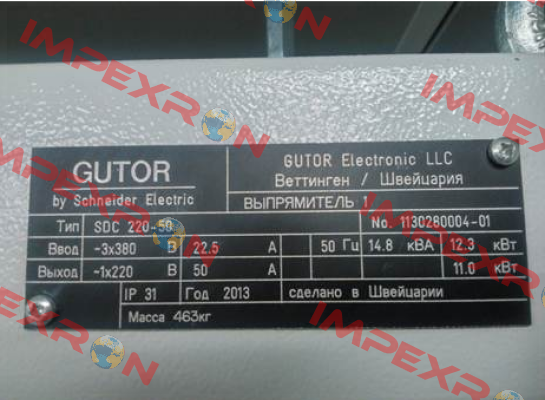 IMPEXRON
IMPEXRON
GUTOR
by Schneider Electric
GUTOR Electronic LLC
Веттинген / Швейцария
ВЫПРЯМИТЕЛЬ 1
Тип SDC 220-50 No. 1130280004-01
Ввод ~3x380 В 22.5 А 50 Гц 14.8 кВА 12.3 кВт
Выход ~1x220 В 50 А 11.0 кВт
IP 31 Год 2013 сделано в Швейцарии
Масса 463кг
IMPEXRON
IMPEXRON